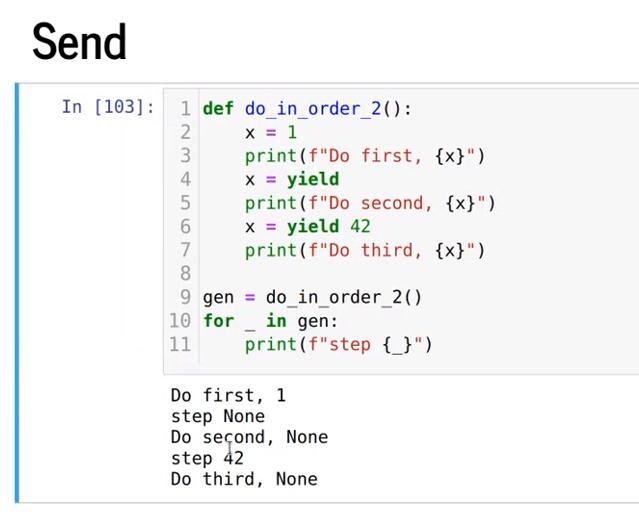 Send
In [103]:
1 def do_in_order_2():
2     x = 1
3     print(f"Do first, {x}")
4     x = yield
5     print(f"Do second, {x}")
6     x = yield 42
7     print(f"Do third, {x}")
8
9 gen = do_in_order_2()
10 for _ in gen:
11     print(f"step {_}")
Do first, 1
step None
Do second, None
step 42
Do third, None